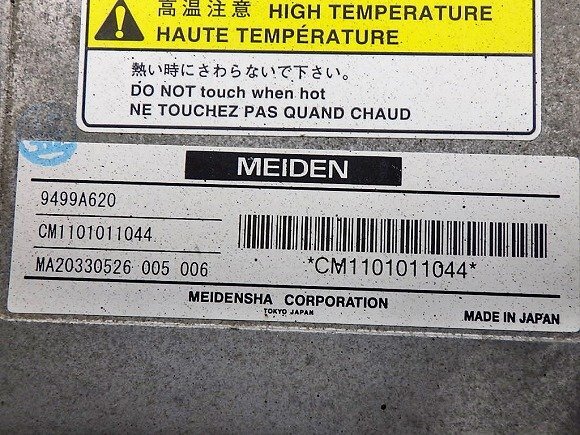 高温注意 HIGH TEMPERATURE
HAUTE TEMPÉRATURE
熱い時にさわらないで下さい。
DO NOT touch when hot
NE TOUCHEZ PAS QUAND CHAUD
MEIDEN
9499A620
CM1101011044
MA20330526 005 006
*CM1101011044*
MEIDENSHA CORPORATION
TOKYO JAPAN
MADE IN JAPAN